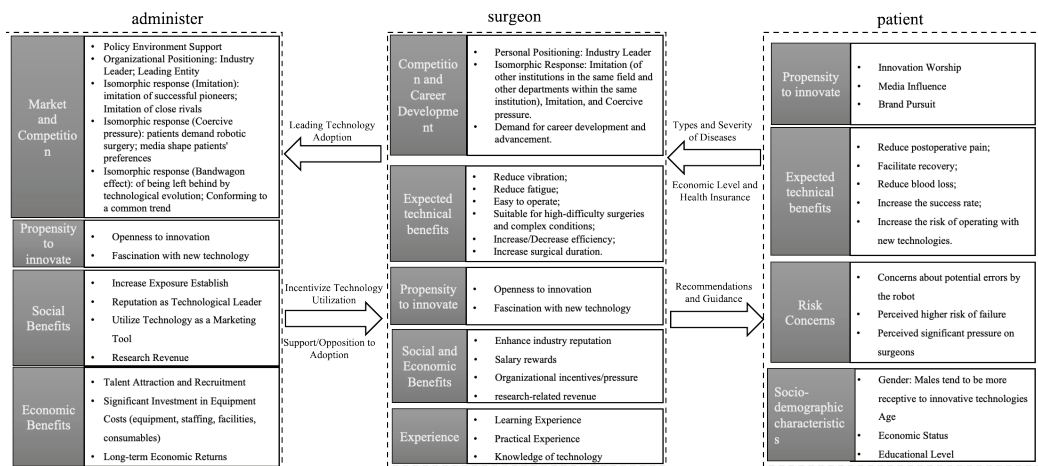 administer
Market
and
Competitio
n
• Policy Environment Support
• Organizational Positioning: Industry
Leader; Leading Entity
• Isomorphic response (Imitation):
imitation of successful pioneers;
Imitation of close rivals
• Isomorphic response (Coercive
pressure): patients demand robotic
surgery; media shape patients'
preferences
• Isomorphic response (Bandwagon
effect): of being left behind by
technological evolution; Conforming to
a common trend
Propensity
to
innovate
• Openness to innovation
• Fascination with new technology
Social
Benefits
• Increase Exposure Establish
• Reputation as Technological Leader
• Utilize Technology as a Marketing
Tool
• Research Revenue
Economic
Benefits
• Talent Attraction and Recruitment
• Significant Investment in Equipment
Costs (equipment, staffing, facilities,
consumables)
• Long-term Economic Returns
Leading Technology
Adoption
Incentivize Technology
Utilization
Support/Opposition to
Adoption
surgeon
Competitio
n and
Career
Developme
nt
• Personal Positioning: Industry Leader
• Isomorphic Response: Imitation (of
other institutions in the same field and
other departments within the same
institution), Imitation, and Coercive
pressure.
• Demand for career development and
advancement.
Expected
technical
benefits
• Reduce vibration;
• Reduce fatigue;
• Easy to operate;
• Suitable for high-difficulty surgeries
and complex conditions;
• Increase/Decrease efficiency;
• Increase surgical duration.
Propensity
to innovate
• Openness to innovation
• Fascination with new technology
Social and
Economic
Benefits
• Enhance industry reputation
• Salary rewards
• Organizational incentives/pressure
• research-related revenue
Experience
• Learning Experience
• Practical Experience
• Knowledge of technology
Types and Severity
of Diseases
Economic Level and
Health Insurance
Recommendations
and Guidance
patient
Propensity
to innovate
• Innovation Worship
• Media Influence
• Brand Pursuit
Expected
technical
benefits
• Reduce postoperative pain;
• Facilitate recovery;
• Reduce blood loss;
• Increase the success rate;
• Increase the risk of operating with
new technologies.
Risk
Concerns
• Concerns about potential errors by
the robot
• Perceived higher risk of failure
• Perceived significant pressure on
surgeons
Socio-
demographic
characteristic
s
• Gender: Males tend to be more
receptive to innovative technologies
Age
• Economic Status
• Educational Level